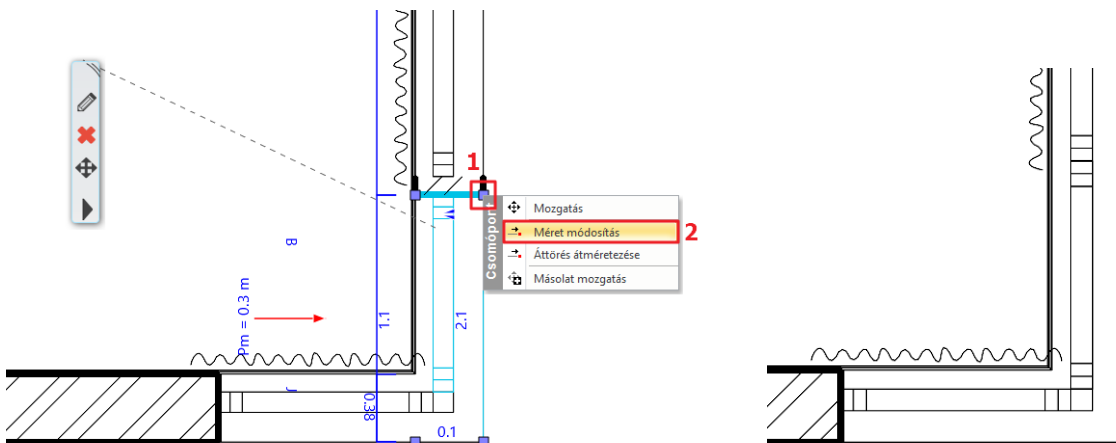 1
Csomópont
Mozgatás
Méret módosítás
2
Áttörés átméretezése
Másolat mozgatás
B
Pm = 0.3 m
1.1
2.1
J
0.38
0.1